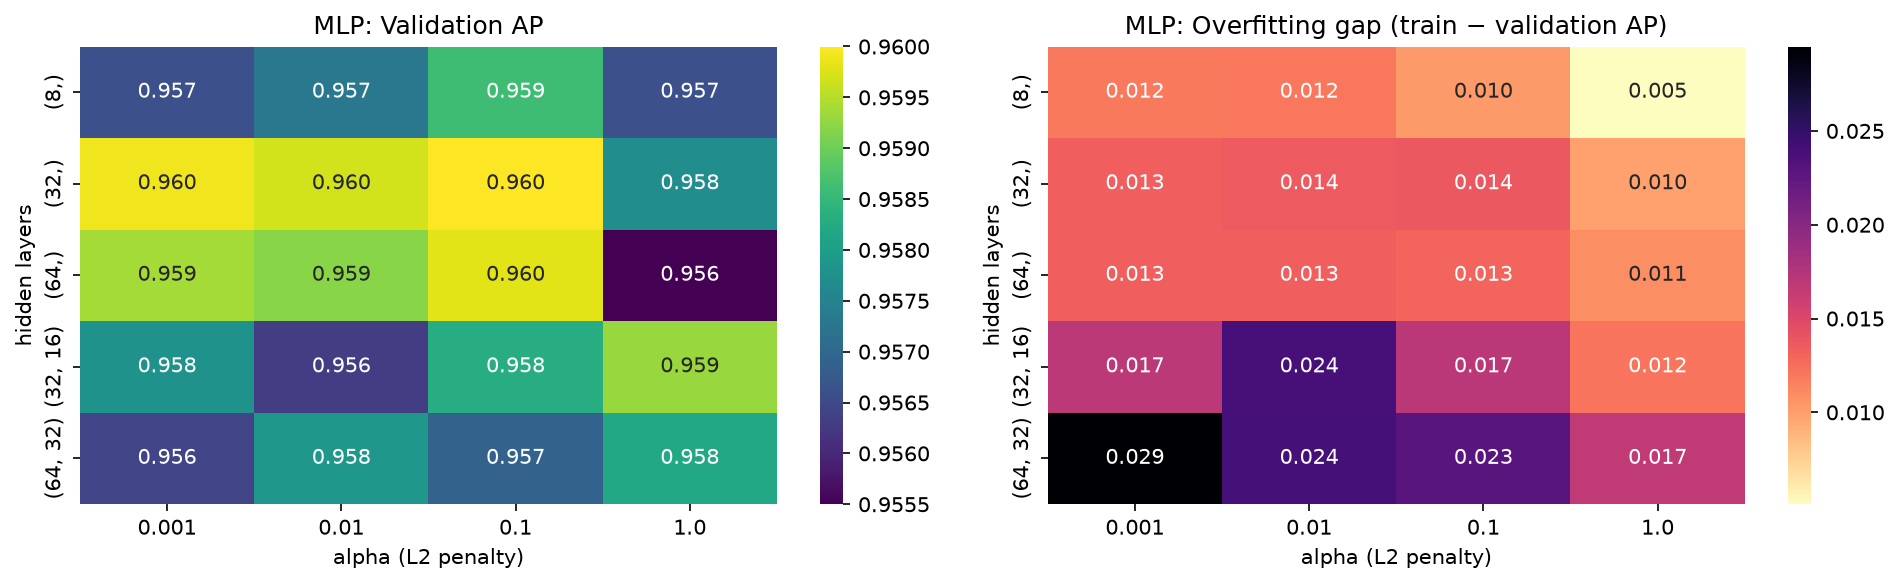 MLP: Validation AP
hidden layers
(8,) 0.957 0.957 0.959 0.957
(32,) 0.960 0.960 0.960 0.958
(64,) 0.959 0.959 0.960 0.956
(32, 16) 0.958 0.956 0.958 0.959
(64, 32) 0.956 0.958 0.957 0.958
0.001 0.01 0.1 1.0
alpha (L2 penalty)
0.9600
0.9595
0.9590
0.9585
0.9580
0.9575
0.9570
0.9565
0.9560
0.9555
MLP: Overfitting gap (train − validation AP)
hidden layers
(8,) 0.012 0.012 0.010 0.005
(32,) 0.013 0.014 0.014 0.010
(64,) 0.013 0.013 0.013 0.011
(32, 16) 0.017 0.024 0.017 0.012
(64, 32) 0.029 0.024 0.023 0.017
0.001 0.01 0.1 1.0
alpha (L2 penalty)
0.025
0.020
0.015
0.010